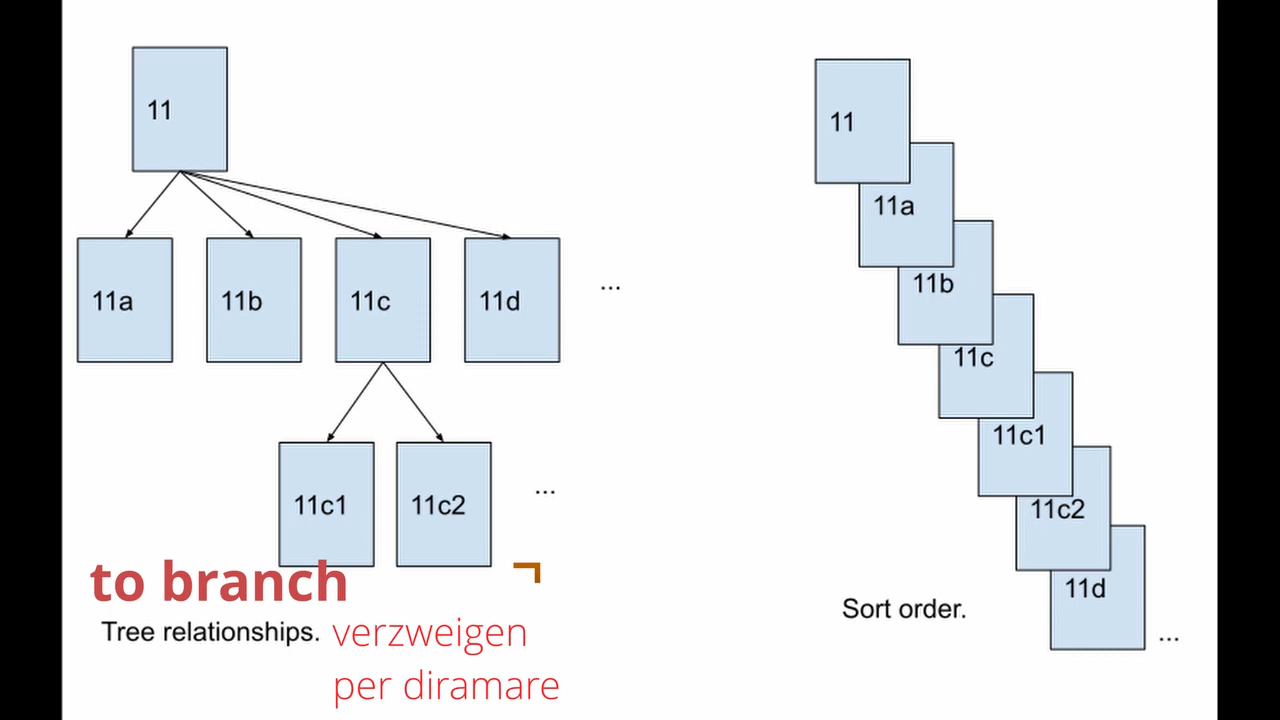 11
11a
11b
11c
11d
...
11c1
11c2
...
to branch
Tree relationships.
verzweigen
per diramare
11
11a
11b
11c
11c1
11c2
11d
...
Sort order.